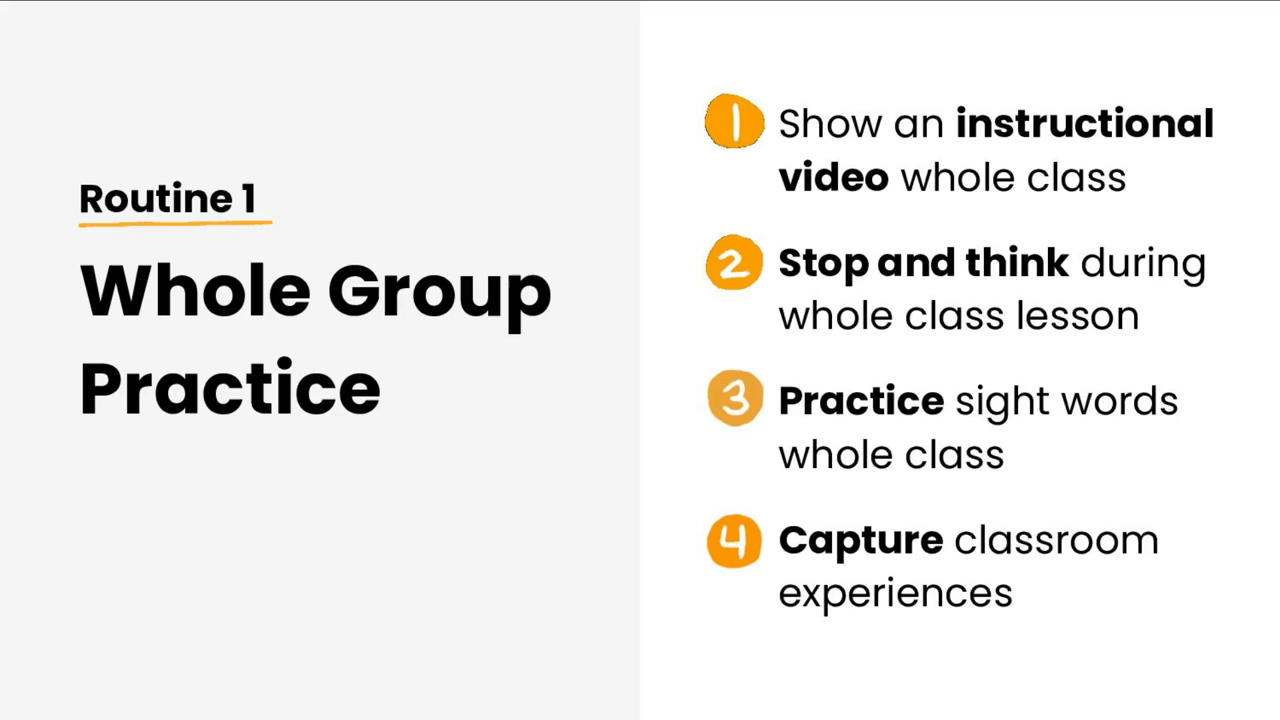 Routine 1
Whole Group
Practice
1 Show an instructional
video whole class
2 Stop and think during
whole class lesson
3 Practice sight words
whole class
4 Capture classroom
experiences